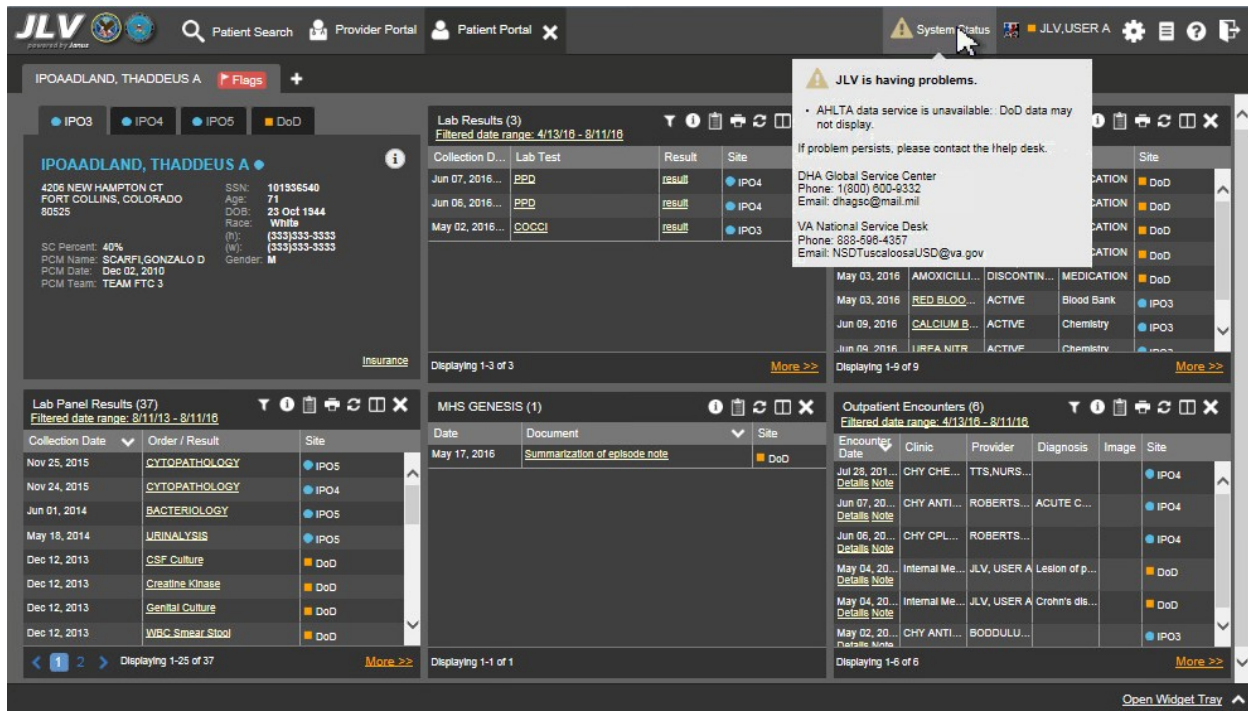 JLV
powered by Janus
Patient Search
Provider Portal
Patient Portal
System Status
JLV,USER A
IPOAADLAND, THADDEUS A
Flags
JLV is having problems.
• AHLTA data service is unavailable: DoD data may
not display.
If problem persists, please contact the Help desk.
DHA Global Service Center
Phone: 1(800) 600-9332
Email: dhagsc@mail.mil
VA National Service Desk
Phone: 888-596-4357
Email: NSDTuscaloosaUSD@va.gov
IPO3
IPO4
IPO5
DoD
IPOAADLAND, THADDEUS A
4206 NEW HAMPTON CT
FORT COLLINS, COLORADO
80525
SSN: 101936540
Age: 71
DOB: 23 Oct 1944
Race: White
(h): (333)333-3333
(w): (333)333-3333
Gender: M
SC Percent: 40%
PCM Name: SCARFI,GONZALO D
PCM Date: Dec 02, 2010
PCM Team: TEAM FTC 3
Insurance
Lab Results (3)
Filtered date range: 4/13/16 - 8/11/16
Collection D... Lab Test Result Site
Jun 07, 2016... PPD result IPO4
Jun 06, 2016... PPD result IPO4
May 02, 2016... COCCI result IPO3
Displaying 1-3 of 3
More >>
Site
CATION DoD
CATION DoD
CATION DoD
CATION DoD
May 03, 2016 AMOXICILLI... DISCONTIN... MEDICATION DoD
May 03, 2016 RED BLOO... ACTIVE Blood Bank IPO3
Jun 09, 2016 CALCIUM B... ACTIVE Chemistry IPO3
Jun 09, 2016 UREA NITR... ACTIVE Chemistry IPO3
Displaying 1-9 of 9
More >>
Lab Panel Results (37)
Filtered date range: 8/11/13 - 8/11/16
Collection Date Order / Result Site
Nov 25, 2015 CYTOPATHOLOGY IPO5
Nov 24, 2015 CYTOPATHOLOGY IPO4
Jun 01, 2014 BACTERIOLOGY IPO5
May 18, 2014 URINALYSIS IPO5
Dec 12, 2013 CSF Culture DoD
Dec 12, 2013 Creatine Kinase DoD
Dec 12, 2013 Genital Culture DoD
Dec 12, 2013 WBC Smear Stool DoD
1 2 Displaying 1-25 of 37
More >>
MHS GENESIS (1)
Date Document Site
May 17, 2016 Summarization of episode note DoD
Displaying 1-1 of 1
Outpatient Encounters (6)
Filtered date range: 4/13/16 - 8/11/16
Encounter Date Clinic Provider Diagnosis Image Site
Jul 28, 201... CHY CHE... TTS,NURS... IPO4
Details Note
Jun 07, 20... CHY ANTI... ROBERTS... ACUTE C... IPO4
Details Note
Jun 06, 20... CHY CPL... ROBERTS... IPO4
Details Note
May 04, 20... Internal Me... JLV, USER A Lesion of p... DoD
Details Note
May 04, 20... Internal Me... JLV, USER A Crohn's dis... DoD
Details Note
May 02, 20... CHY ANTI... BODDULU... IPO3
Details Note
Displaying 1-6 of 6
More >>
Open Widget Tray